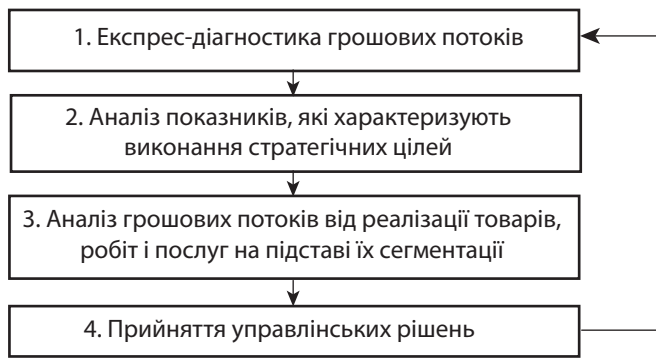 1. Експрес-діагностика грошових потоків
2. Аналіз показників, які характеризують
виконання стратегічних цілей
3. Аналіз грошових потоків від реалізації товарів,
робіт і послуг на підставі їх сегментації
4. Прийняття управлінських рішень